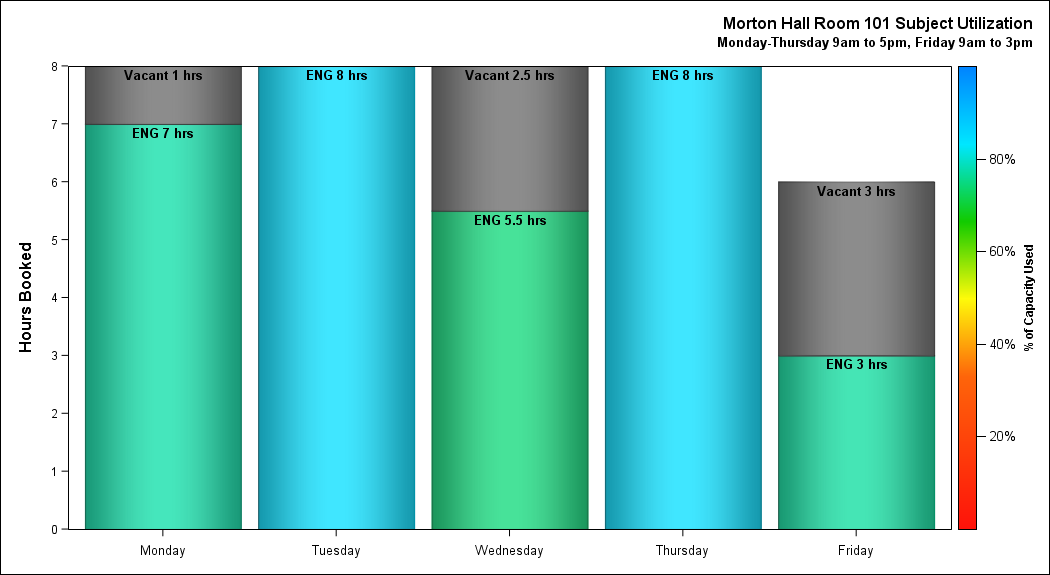 Morton Hall Room 101 Subject Utilization
Monday-Thursday 9am to 5pm, Friday 9am to 3pm
Hours Booked
8
7
6
5
4
3
2
1
0
Vacant 1 hrs
ENG 7 hrs
ENG 8 hrs
Vacant 2.5 hrs
ENG 5.5 hrs
ENG 8 hrs
Vacant 3 hrs
ENG 3 hrs
Monday
Tuesday
Wednesday
Thursday
Friday
80%
60%
40%
20%
% of Capacity Used